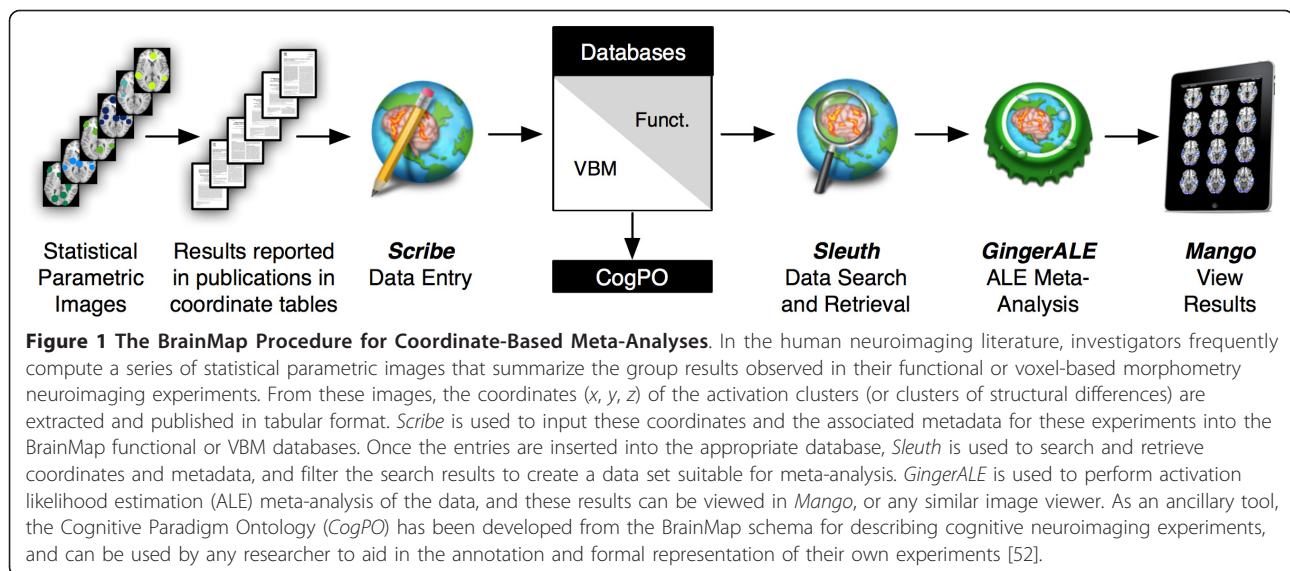 Databases
Funct.
VBM
Statistical
Parametric
Images
Results reported
in publications in
coordinate tables
Scribe
Data Entry
CogPO
Sleuth
Data Search
and Retrieval
GingerALE
ALE Meta-
Analysis
Mango
View
Results
Figure 1 The BrainMap Procedure for Coordinate-Based Meta-Analyses. In the human neuroimaging literature, investigators frequently
compute a series of statistical parametric images that summarize the group results observed in their functional or voxel-based morphometry
neuroimaging experiments. From these images, the coordinates (x, y, z) of the activation clusters (or clusters of structural differences) are
extracted and published in tabular format. Scribe is used to input these coordinates and the associated metadata for these experiments into the
BrainMap functional or VBM databases. Once the entries are inserted into the appropriate database, Sleuth is used to search and retrieve
coordinates and metadata, and filter the search results to create a data set suitable for meta-analysis. GingerALE is used to perform activation
likelihood estimation (ALE) meta-analysis of the data, and these results can be viewed in Mango, or any similar image viewer. As an ancillary tool,
the Cognitive Paradigm Ontology (CogPO) has been developed from the BrainMap schema for describing cognitive neuroimaging experiments,
and can be used by any researcher to aid in the annotation and formal representation of their own experiments [52].